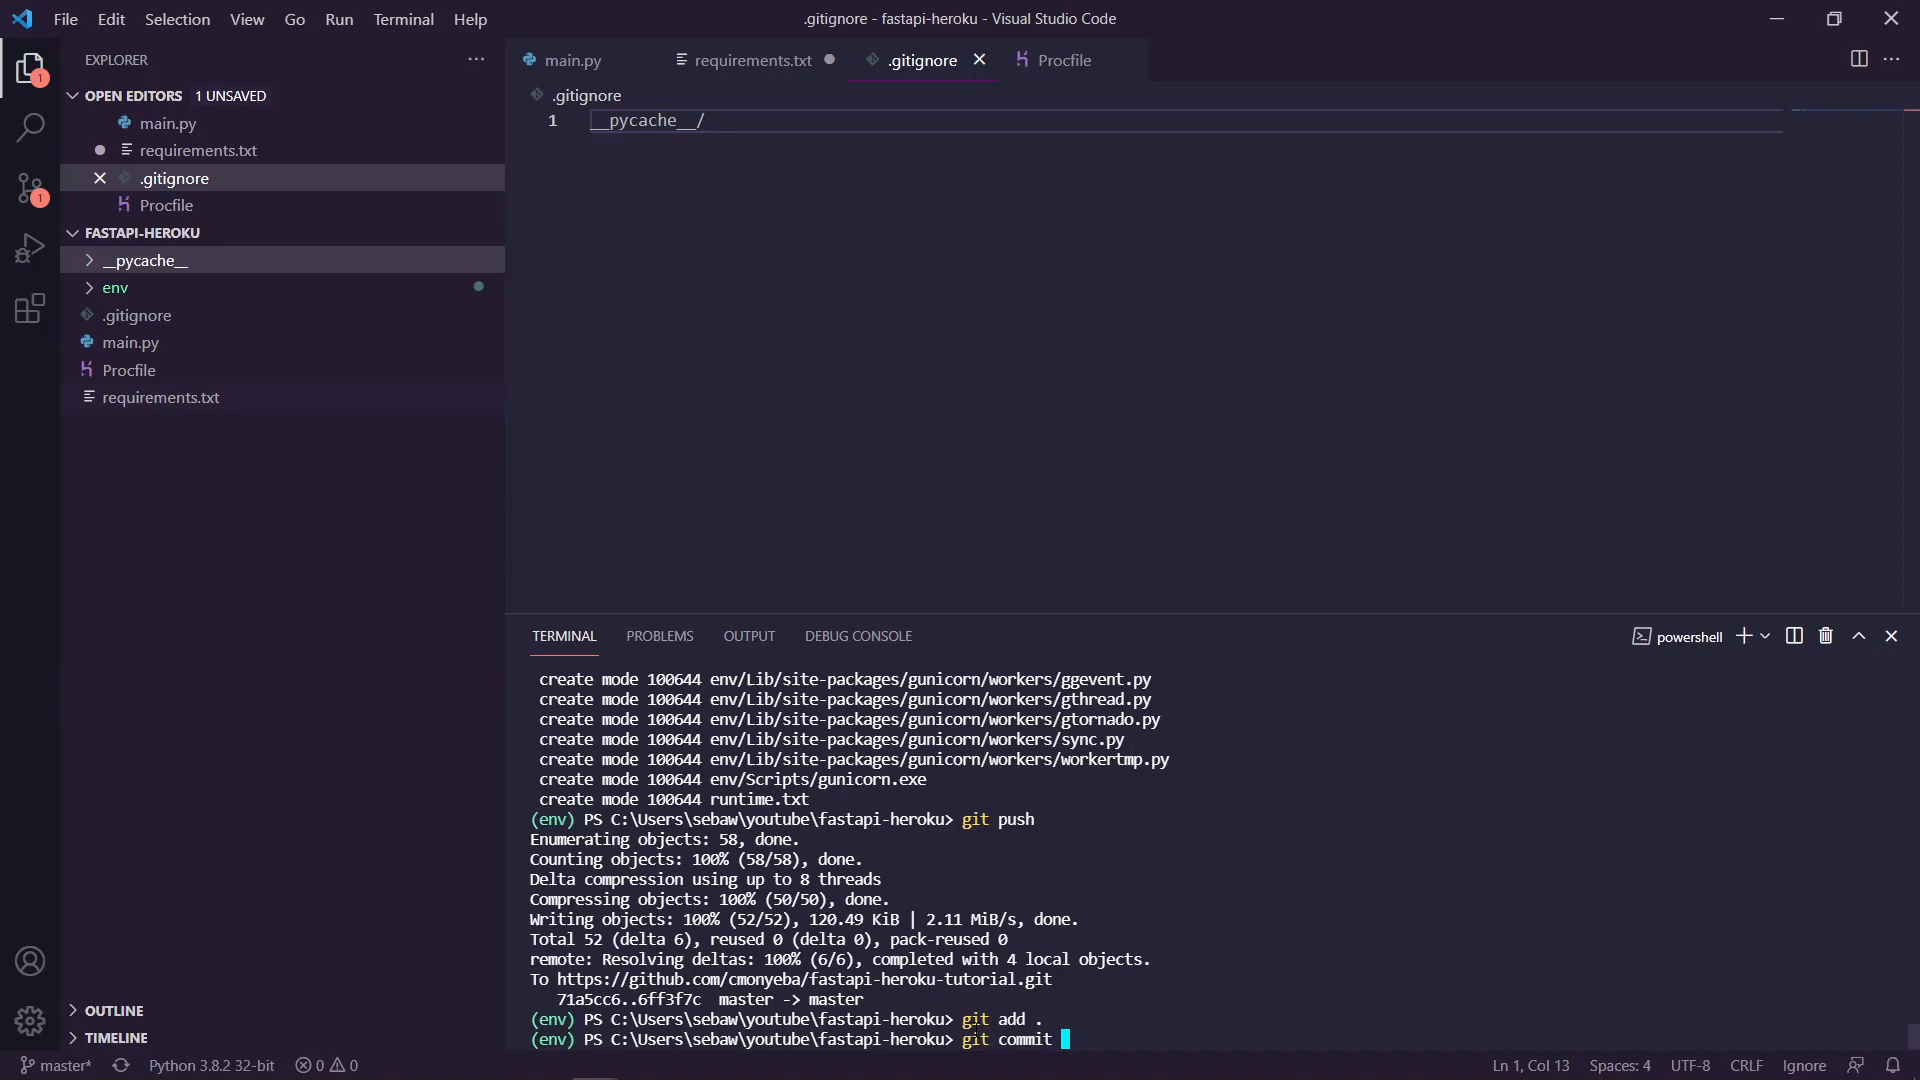 File Edit Selection View Go Run Terminal Help
.gitignore - fastapi-heroku - Visual Studio Code
EXPLORER
main.py
requirements.txt
.gitignore
Procfile
OPEN EDITORS 1 UNSAVED
main.py
requirements.txt
.gitignore
Procfile
FASTAPI-HEROKU
__pycache__
env
.gitignore
main.py
Procfile
requirements.txt
OUTLINE
TIMELINE
1
1
.gitignore
1 __pycache__/
TERMINAL PROBLEMS OUTPUT DEBUG CONSOLE
powershell
create mode 100644 env/Lib/site-packages/gunicorn/workers/ggevent.py
create mode 100644 env/Lib/site-packages/gunicorn/workers/gthread.py
create mode 100644 env/Lib/site-packages/gunicorn/workers/gtornado.py
create mode 100644 env/Lib/site-packages/gunicorn/workers/sync.py
create mode 100644 env/Lib/site-packages/gunicorn/workers/workertmp.py
create mode 100644 env/Scripts/gunicorn.exe
create mode 100644 runtime.txt
(env) PS C:\Users\sebaw\youtube\fastapi-heroku> git push
Enumerating objects: 58, done.
Counting objects: 100% (58/58), done.
Delta compression using up to 8 threads
Compressing objects: 100% (50/50), done.
Writing objects: 100% (52/52), 120.49 KiB | 2.11 MiB/s, done.
Total 52 (delta 6), reused 0 (delta 0), pack-reused 0
remote: Resolving deltas: 100% (6/6), completed with 4 local objects.
To https://github.com/cmonyeba/fastapi-heroku-tutorial.git
71a5cc6..6ff3f7c master -> master
(env) PS C:\Users\sebaw\youtube\fastapi-heroku> git add .
(env) PS C:\Users\sebaw\youtube\fastapi-heroku> git commit
master* Python 3.8.2 32-bit 0 0
Ln 1, Col 13 Spaces: 4 UTF-8 CRLF Ignore